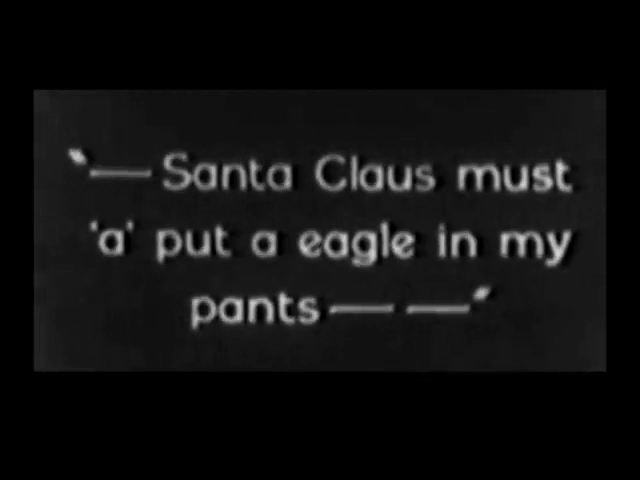 "—Santa Claus must
'a' put a eagle in my
pants— —"